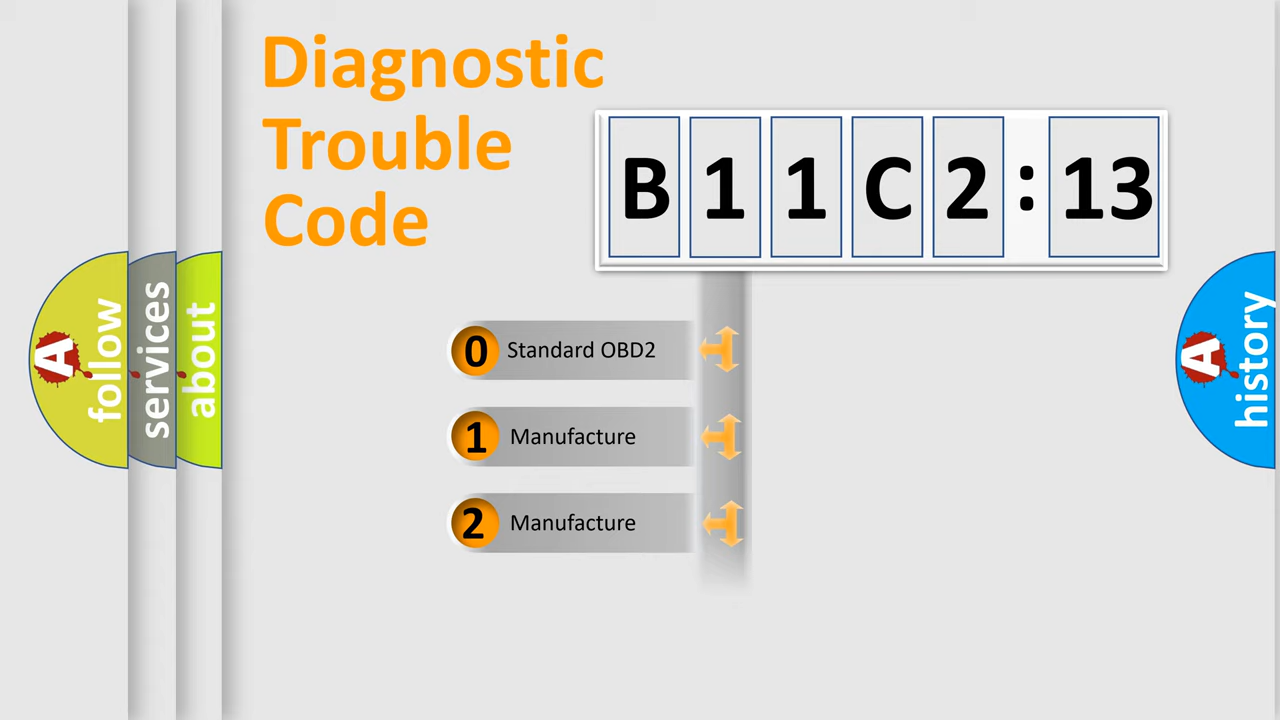 Diagnostic
Trouble
Code
B 1 1 C 2 : 13
0 Standard OBD2
1 Manufacture
2 Manufacture
A follow
services
about
A history